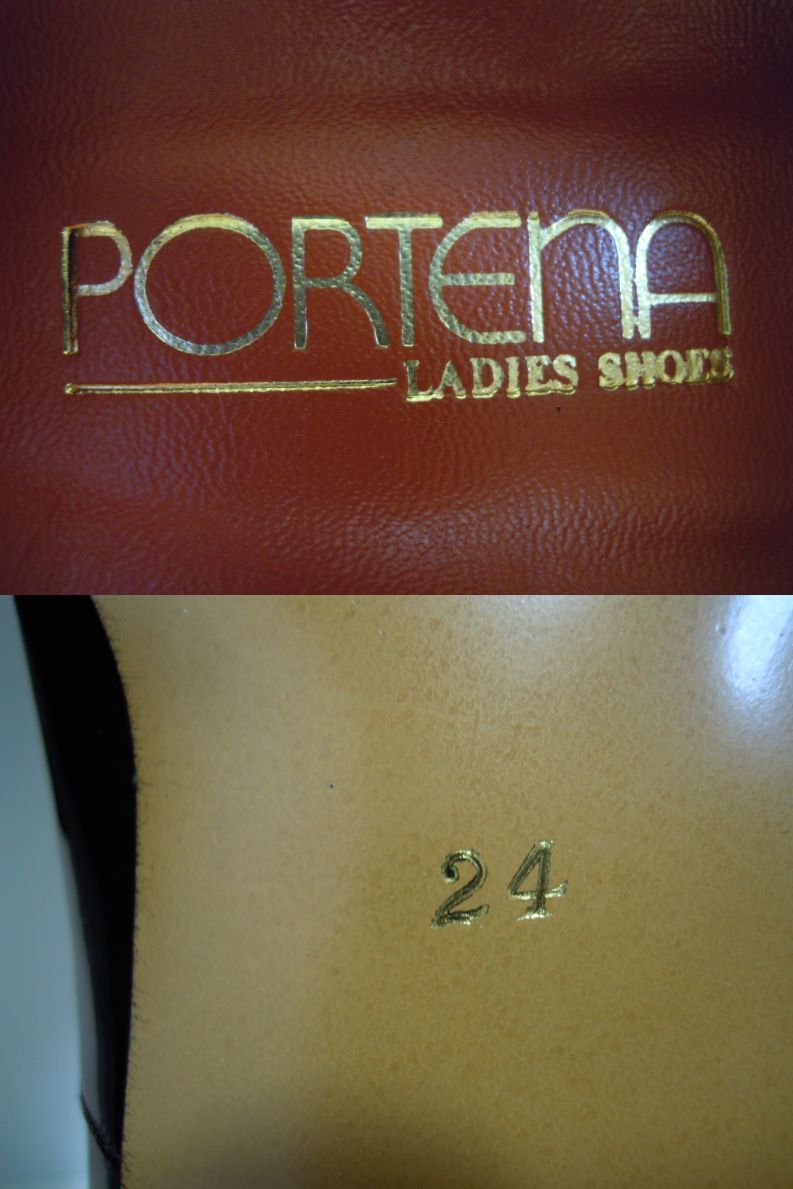 PORTENA
LADIES SHOES
24